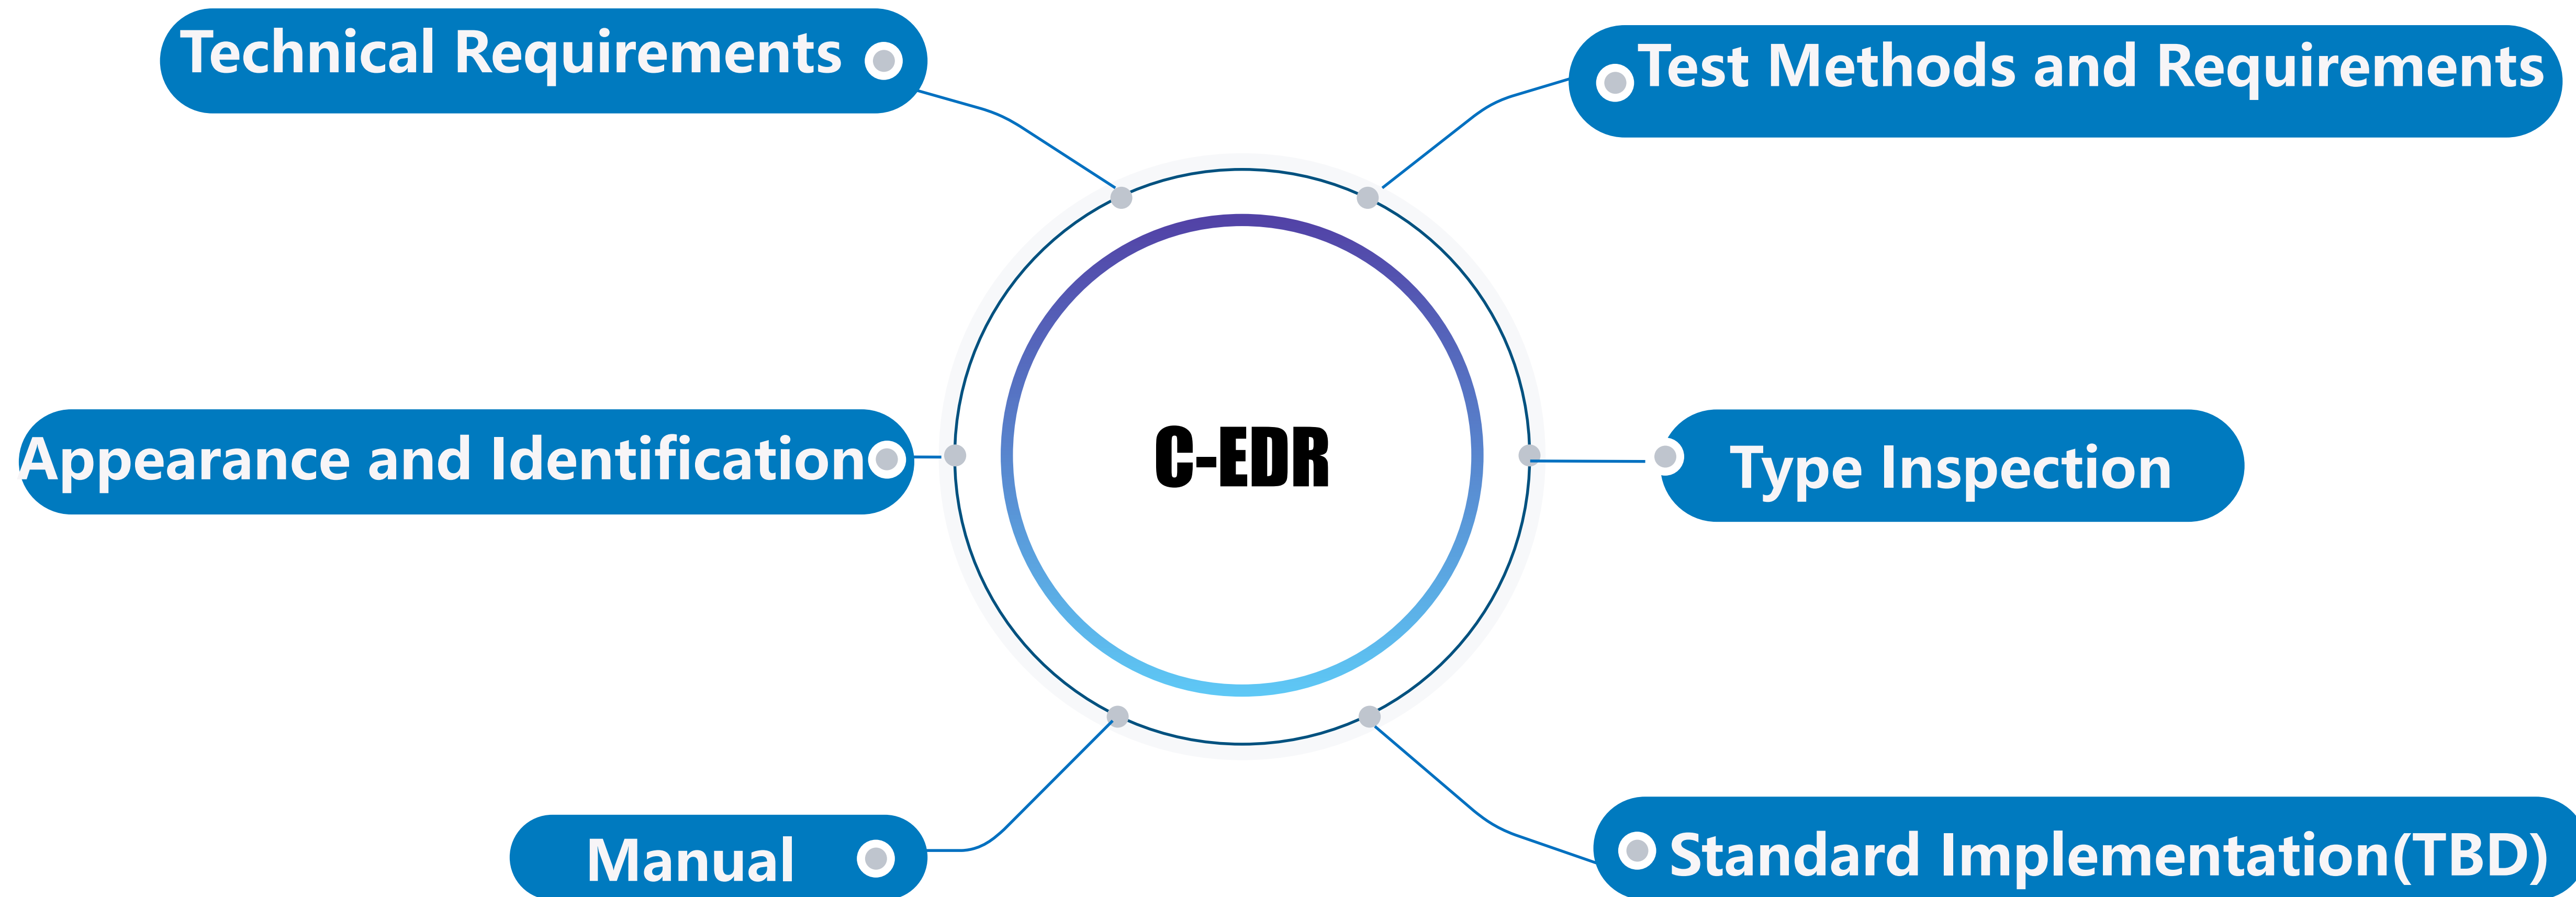 Technical Requirements
Test Methods and Requirements
Appearance and Identification
C-EDR
Type Inspection
Manual
Standard Implementation(TBD)